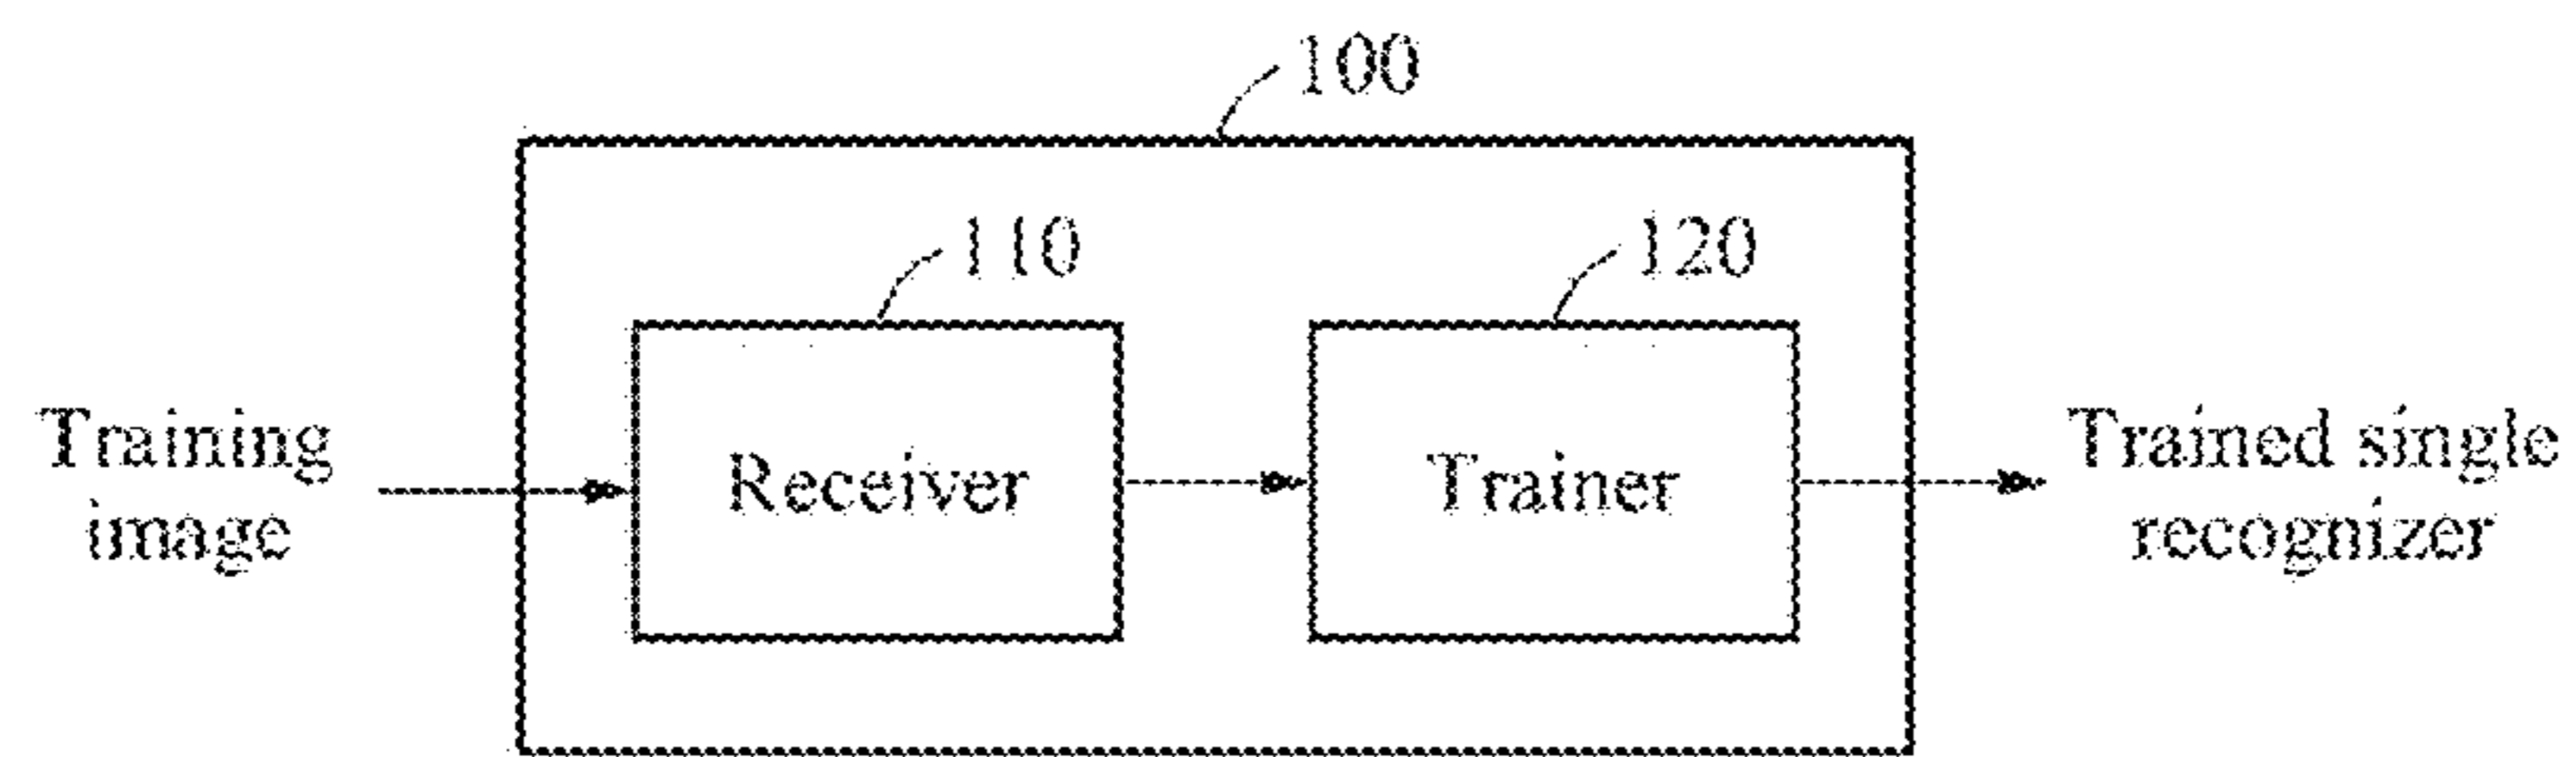 100
110
120
Training
image
Receiver
Trainer
Trained single
recognizer